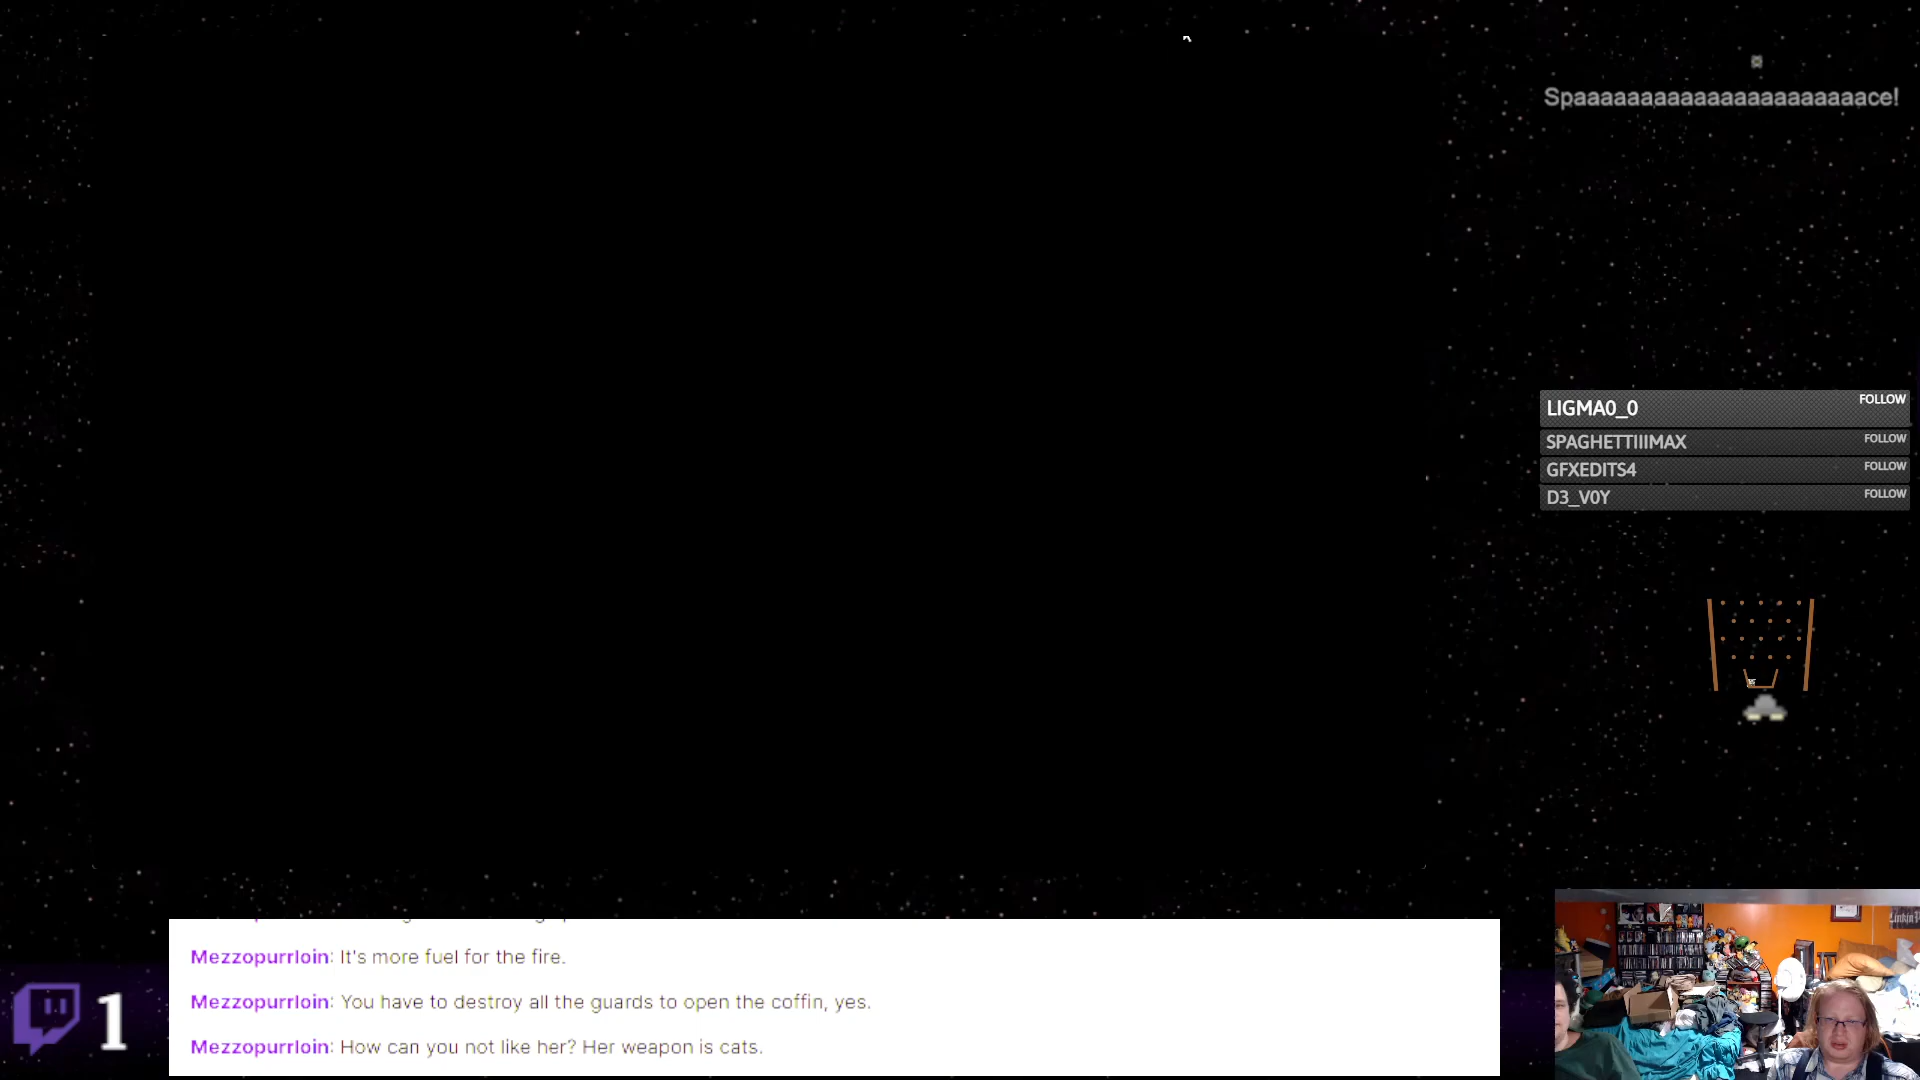 Spaaaaaaaaaaaaaaaaaaaaaace!
LIGMA0_0 FOLLOW
SPAGHETTIIIMAX FOLLOW
GFXEDITS4 FOLLOW
D3_V0Y FOLLOW
Mezzopurrloin: It's more fuel for the fire.
Mezzopurrloin: You have to destroy all the guards to open the coffin, yes.
Mezzopurrloin: How can you not like her? Her weapon is cats.
1